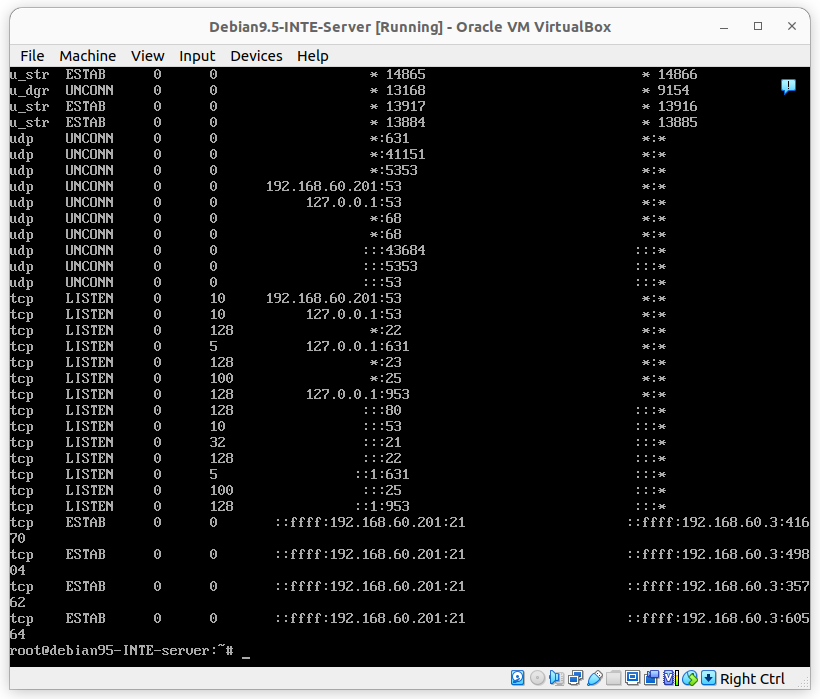 Debian9.5-INTE-Server [Running] - Oracle VM VirtualBox
File Machine View Input Devices Help
u_str ESTAB 0 0 * 14865 * 14866
u_dgr UNCONN 0 0 * 13168 * 9154
u_str ESTAB 0 0 * 13917 * 13916
u_str ESTAB 0 0 * 13884 * 13885
udp UNCONN 0 0 *:631 *:*
udp UNCONN 0 0 *:41151 *:*
udp UNCONN 0 0 *:5353 *:*
udp UNCONN 0 0 192.168.60.201:53 *:*
udp UNCONN 0 0 127.0.0.1:53 *:*
udp UNCONN 0 0 *:68 *:*
udp UNCONN 0 0 *:68 *:*
udp UNCONN 0 0 :::43684 :::*
udp UNCONN 0 0 :::5353 :::*
udp UNCONN 0 0 :::53 :::*
tcp LISTEN 0 10 192.168.60.201:53 *:*
tcp LISTEN 0 10 127.0.0.1:53 *:*
tcp LISTEN 0 128 *:22 *:*
tcp LISTEN 0 5 127.0.0.1:631 *:*
tcp LISTEN 0 128 *:23 *:*
tcp LISTEN 0 100 *:25 *:*
tcp LISTEN 0 128 127.0.0.1:953 *:*
tcp LISTEN 0 128 :::80 :::*
tcp LISTEN 0 10 :::53 :::*
tcp LISTEN 0 32 :::21 :::*
tcp LISTEN 0 128 :::22 :::*
tcp LISTEN 0 5 ::1:631 :::*
tcp LISTEN 0 100 :::25 :::*
tcp LISTEN 0 128 ::1:953 :::*
tcp ESTAB 0 0 ::ffff:192.168.60.201:21 ::ffff:192.168.60.3:416
70
tcp ESTAB 0 0 ::ffff:192.168.60.201:21 ::ffff:192.168.60.3:498
04
tcp ESTAB 0 0 ::ffff:192.168.60.201:21 ::ffff:192.168.60.3:357
62
tcp ESTAB 0 0 ::ffff:192.168.60.201:21 ::ffff:192.168.60.3:605
64
root@debian95-INTE-server:~# _
Right Ctrl